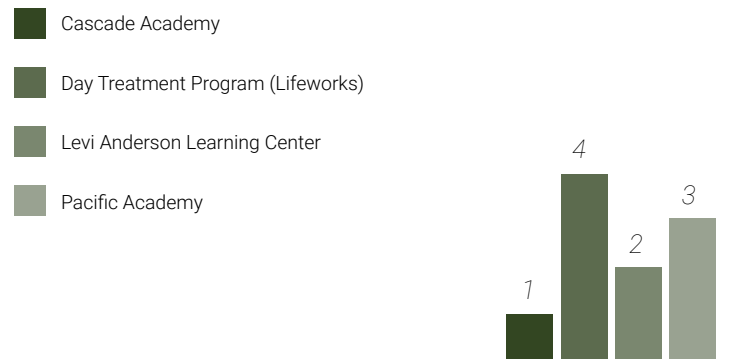 Cascade Academy
Day Treatment Program (Lifeworks)
Levi Anderson Learning Center
Pacific Academy
1
4
2
3